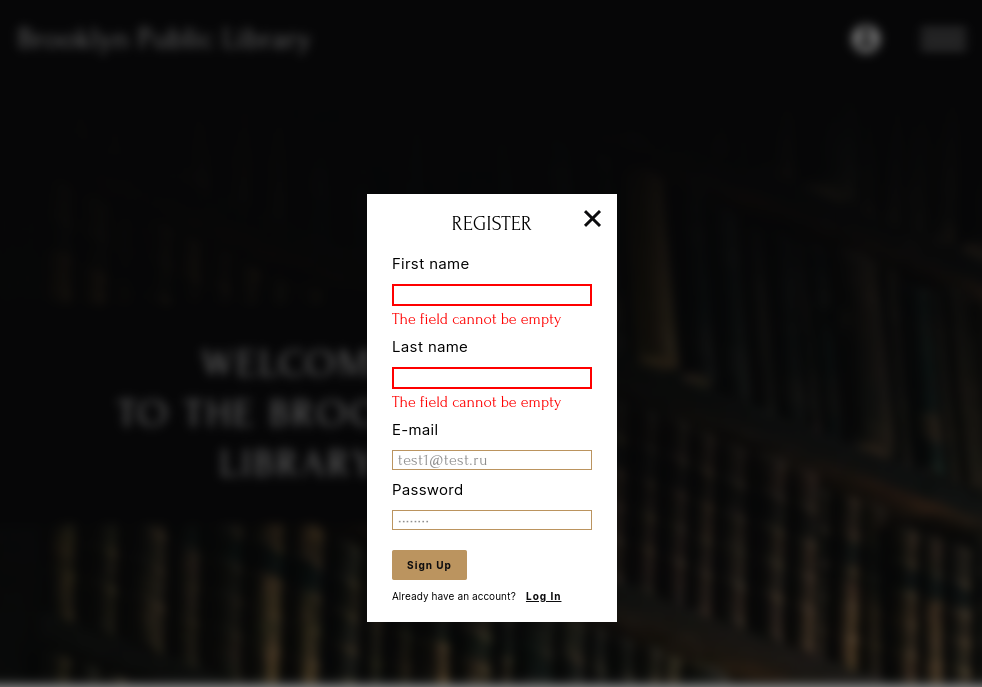 Brooklyn Public Library
REGISTER
First name
The field cannot be empty
Last name
The field cannot be empty
E-mail
test1@test.ru
Password
........
Sign Up
Already have an account? Log In
WELCOM
TO THE BROO
LIBRARY